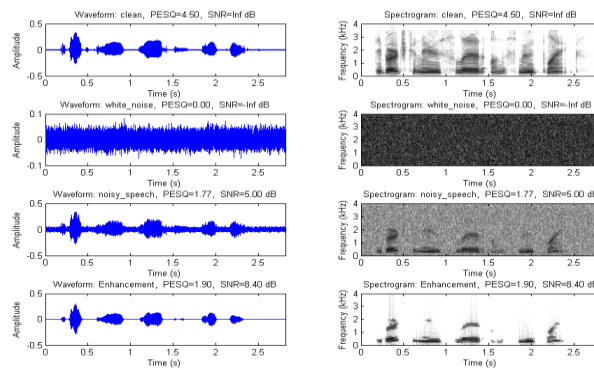 Waveform: clean, PESQ=4.50, SNR=Inf dB
Amplitude
0.5
0
-0.5
0 0.5 1 1.5 2 2.5
Time (s)
Spectrogram: clean, PESQ=4.50, SNR=Inf dB
Frequency (kHz)
4
2
0
0 0.5 1 1.5 2 2.5
Time (s)
Waveform: white_noise, PESQ=0.00, SNR=-Inf dB
Amplitude
0.1
0
-0.1
0 0.5 1 1.5 2 2.5
Time (s)
Spectrogram: white_noise, PESQ=0.00, SNR=-Inf dB
Frequency (kHz)
4
3
2
1
0
0 0.5 1 1.5 2 2.5
Time (s)
Waveform: noisy_speech, PESQ=1.77, SNR=5.00 dB
Amplitude
0.5
0
-0.5
0 0.5 1 1.5 2 2.5
Time (s)
Spectrogram: noisy_speech, PESQ=1.77, SNR=5.00 dB
Frequency (kHz)
4
3
2
1
0
0 0.5 1 1.5 2 2.5
Time (s)
Waveform: Enhancement, PESQ=1.90, SNR=8.40 dB
Amplitude
0.5
0
-0.5
0 0.5 1 1.5 2 2.5
Time (s)
Spectrogram: Enhancement, PESQ=1.90, SNR=8.40 dB
Frequency (kHz)
4
3
2
1
0
0 0.5 1 1.5 2 2.5
Time (s)